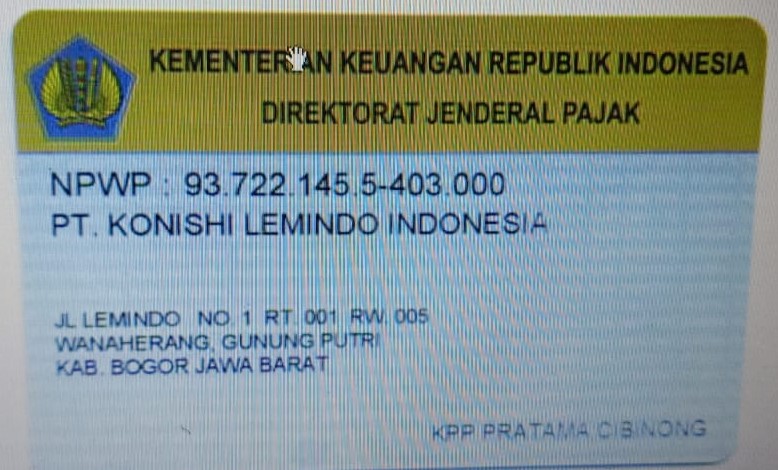 KEMENTERIAN KEUANGAN REPUBLIK INDONESIA
DIREKTORAT JENDERAL PAJAK
NPWP : 93.722.145.5-403.000
PT. KONISHI LEMINDO INDONESIA
JL LEMINDO NO. 1 RT. 001 RW. 005
WANAHERANG, GUNUNG PUTRI
KAB. BOGOR JAWA BARAT
KPP PRATAMA CIBINONG